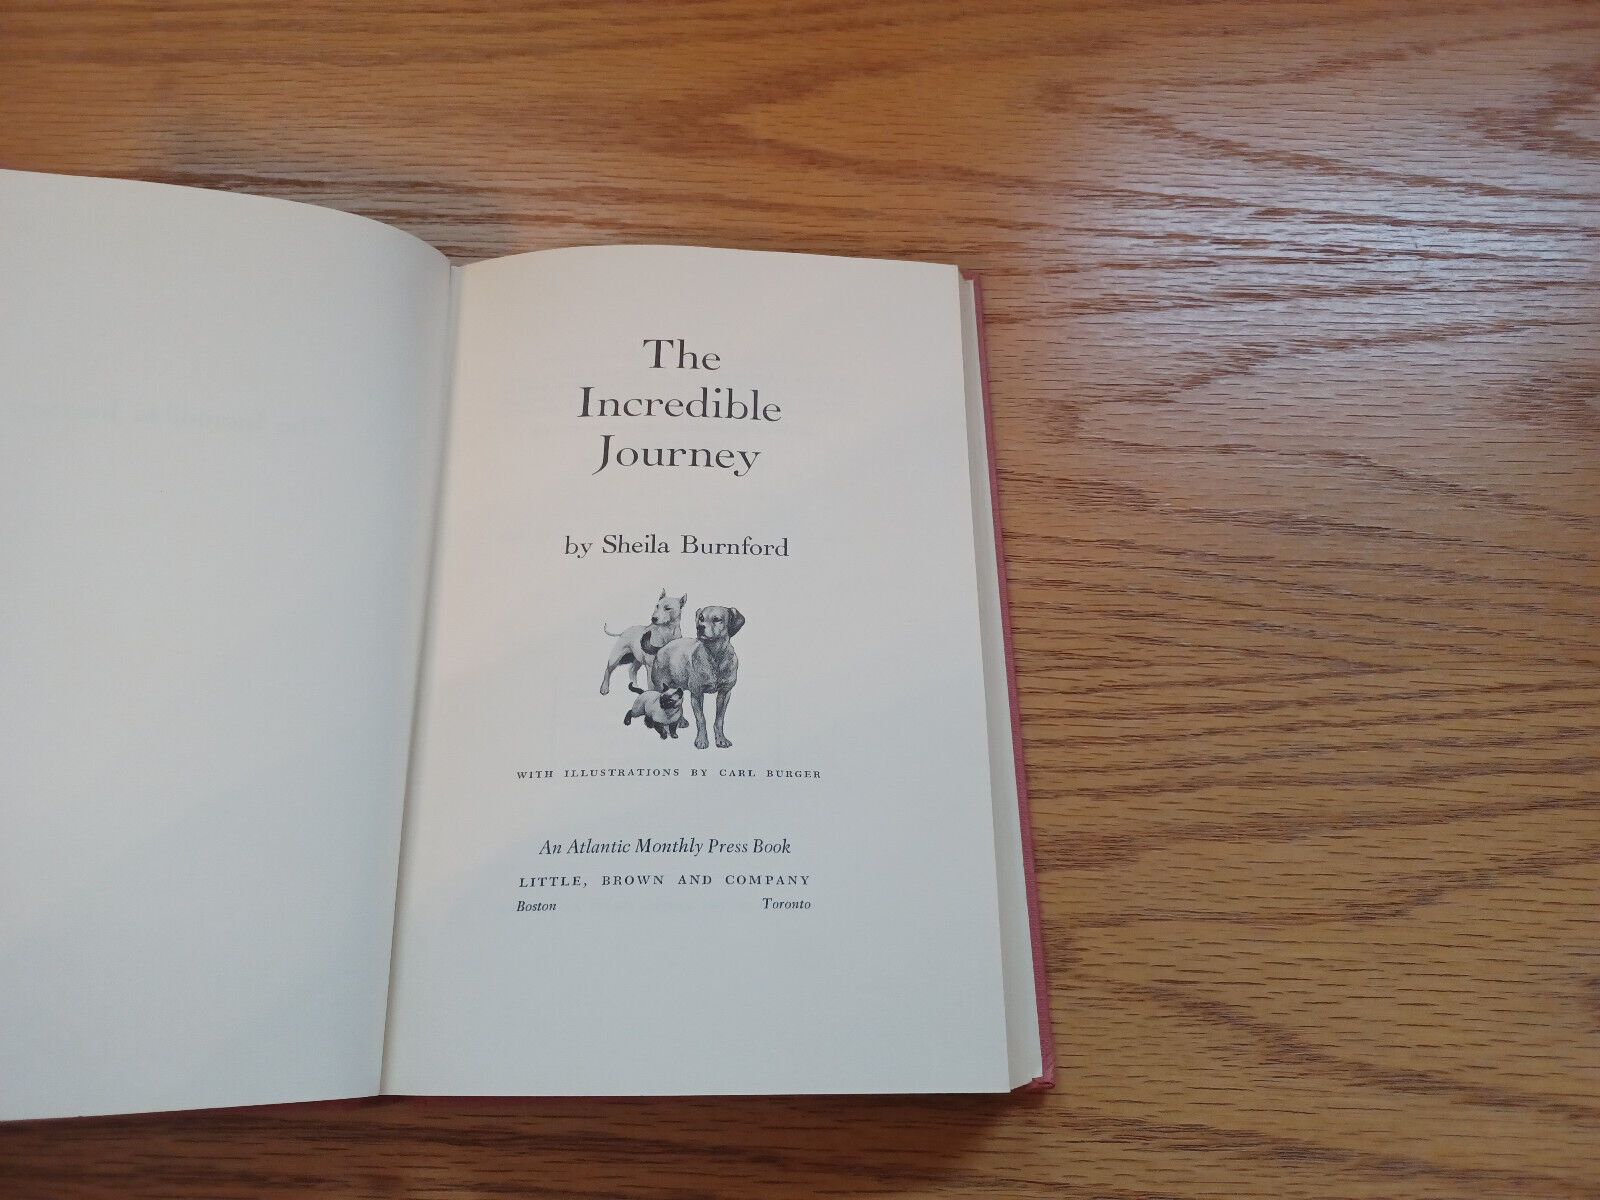 The
Incredible
Journey
by Sheila Burnford
WITH ILLUSTRATIONS BY CARL BURGER
An Atlantic Monthly Press Book
LITTLE, BROWN AND COMPANY
Boston Toronto